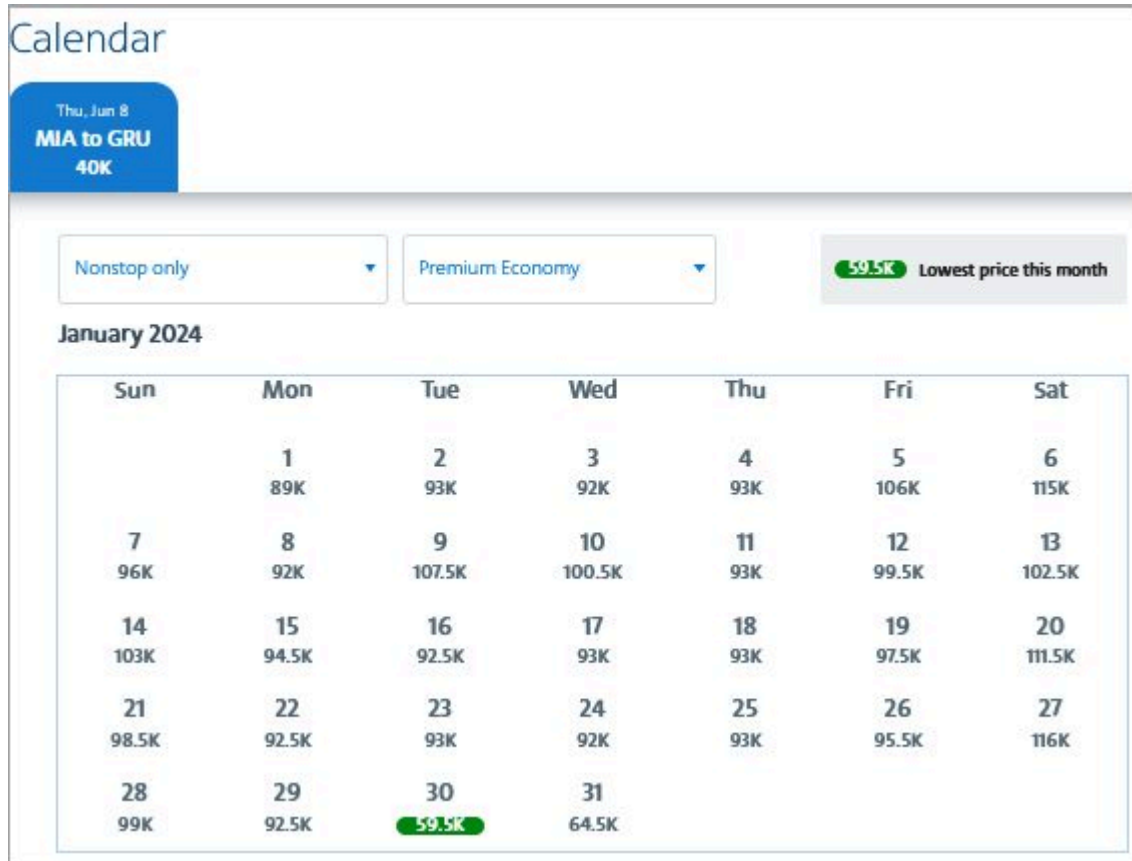 Calendar
Thu, Jun 8
MIA to GRU
40K
Nonstop only Premium Economy 59.5K Lowest price this month
January 2024
Sun Mon Tue Wed Thu Fri Sat
1 2 3 4 5 6
89K 93K 92K 93K 106K 115K
7 8 9 10 11 12 13
96K 92K 107.5K 100.5K 93K 99.5K 102.5K
14 15 16 17 18 19 20
103K 94.5K 92.5K 93K 93K 97.5K 111.5K
21 22 23 24 25 26 27
98.5K 92.5K 93K 92K 93K 95.5K 116K
28 29 30 31
99K 92.5K 59.5K 64.5K